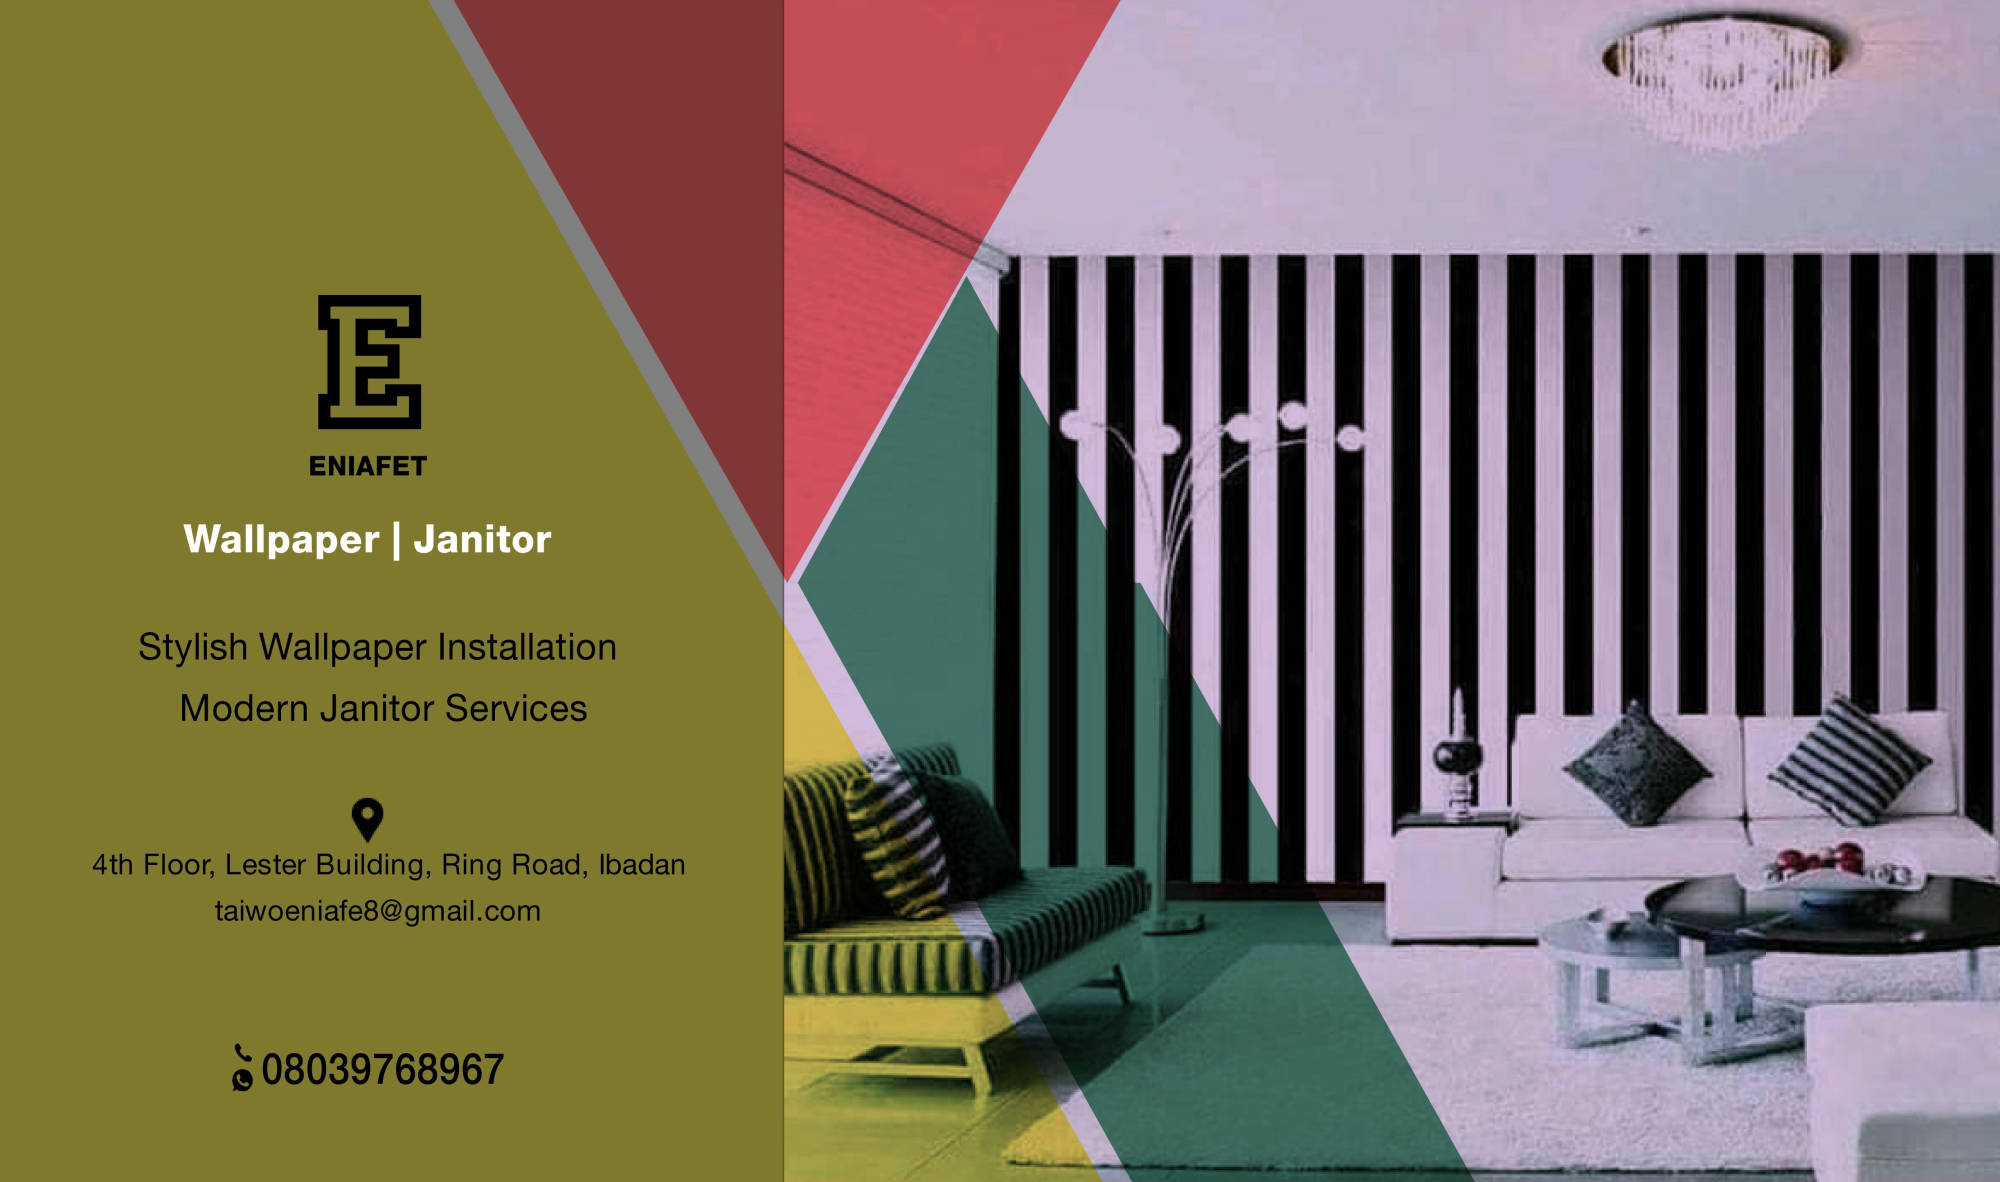 E
ENIAFET
Wallpaper | Janitor
Stylish Wallpaper Installation
Modern Janitor Services
4th Floor, Lester Building, Ring Road, Ibadan
taiwoeniafe8@gmail.com
08039768967